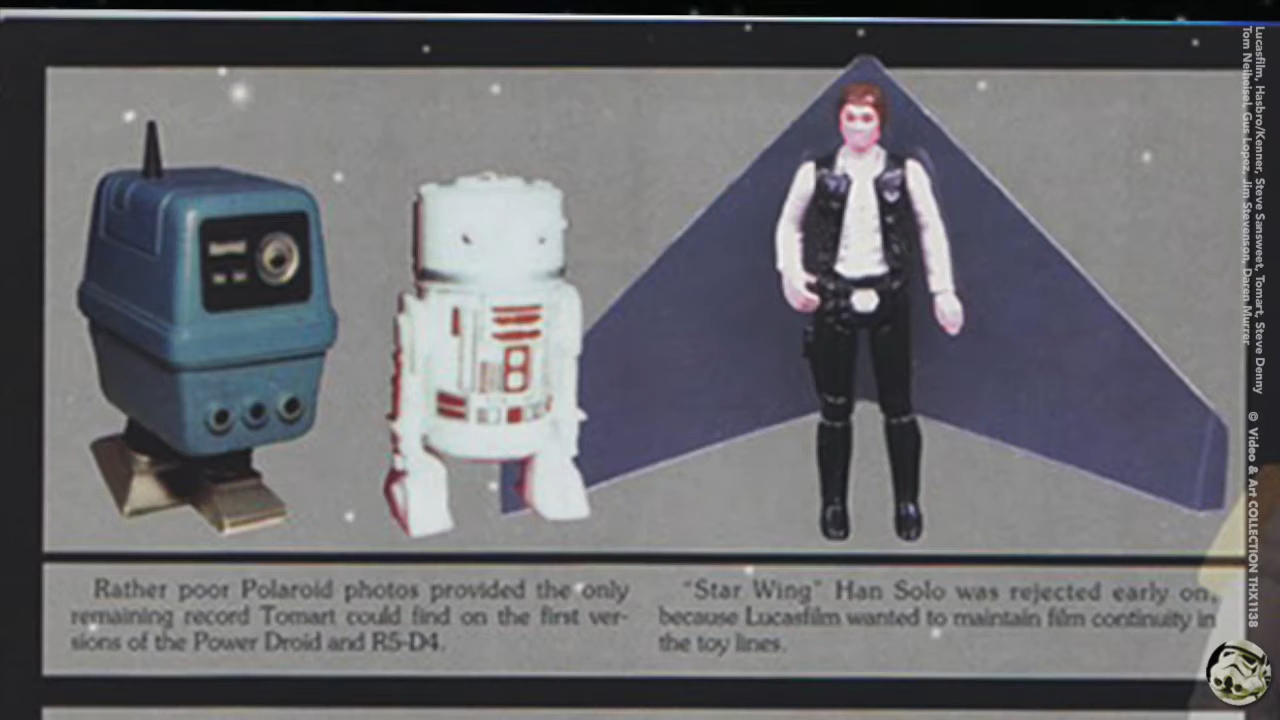 Rather poor Polaroid photos provided the only
remaining record Tomart could find on the first ver-
sions of the Power Droid and R5-D4.
"Star Wing" Han Solo was rejected early on,
because Lucasfilm wanted to maintain film continuity in
the toy lines.
Lucasfilm, Hasbro/Kenner, Steve Sansweet, Tomart, Steve Denny
Tom Neiheisel, Gus Lopez, Jim Stevenson, Daren Murrer
© Video & Art COLLECTION THX1138